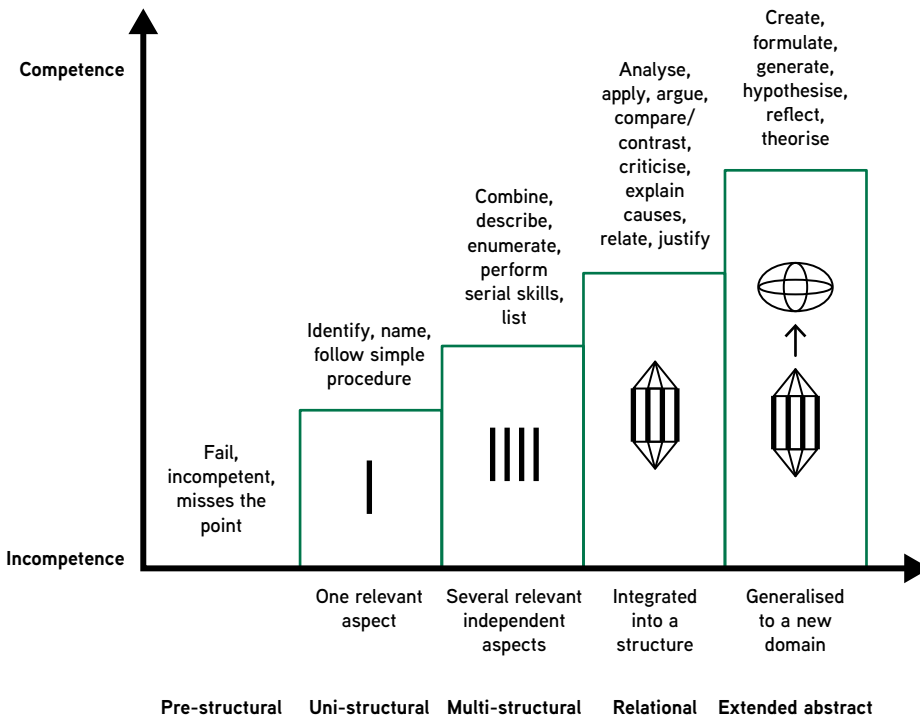 Competence
Incompetence
Fail,
incompetent,
misses the
point
Identify, name,
follow simple
procedure
Combine,
describe,
enumerate,
perform
serial skills,
list
Analyse,
apply, argue,
compare/
contrast,
criticise,
explain
causes,
relate, justify
Create,
formulate,
generate,
hypothesise,
reflect,
theorise
One relevant
aspect
Several relevant
independent
aspects
Integrated
into a
structure
Generalised
to a new
domain
Pre-structural
Uni-structural
Multi-structural
Relational
Extended abstract